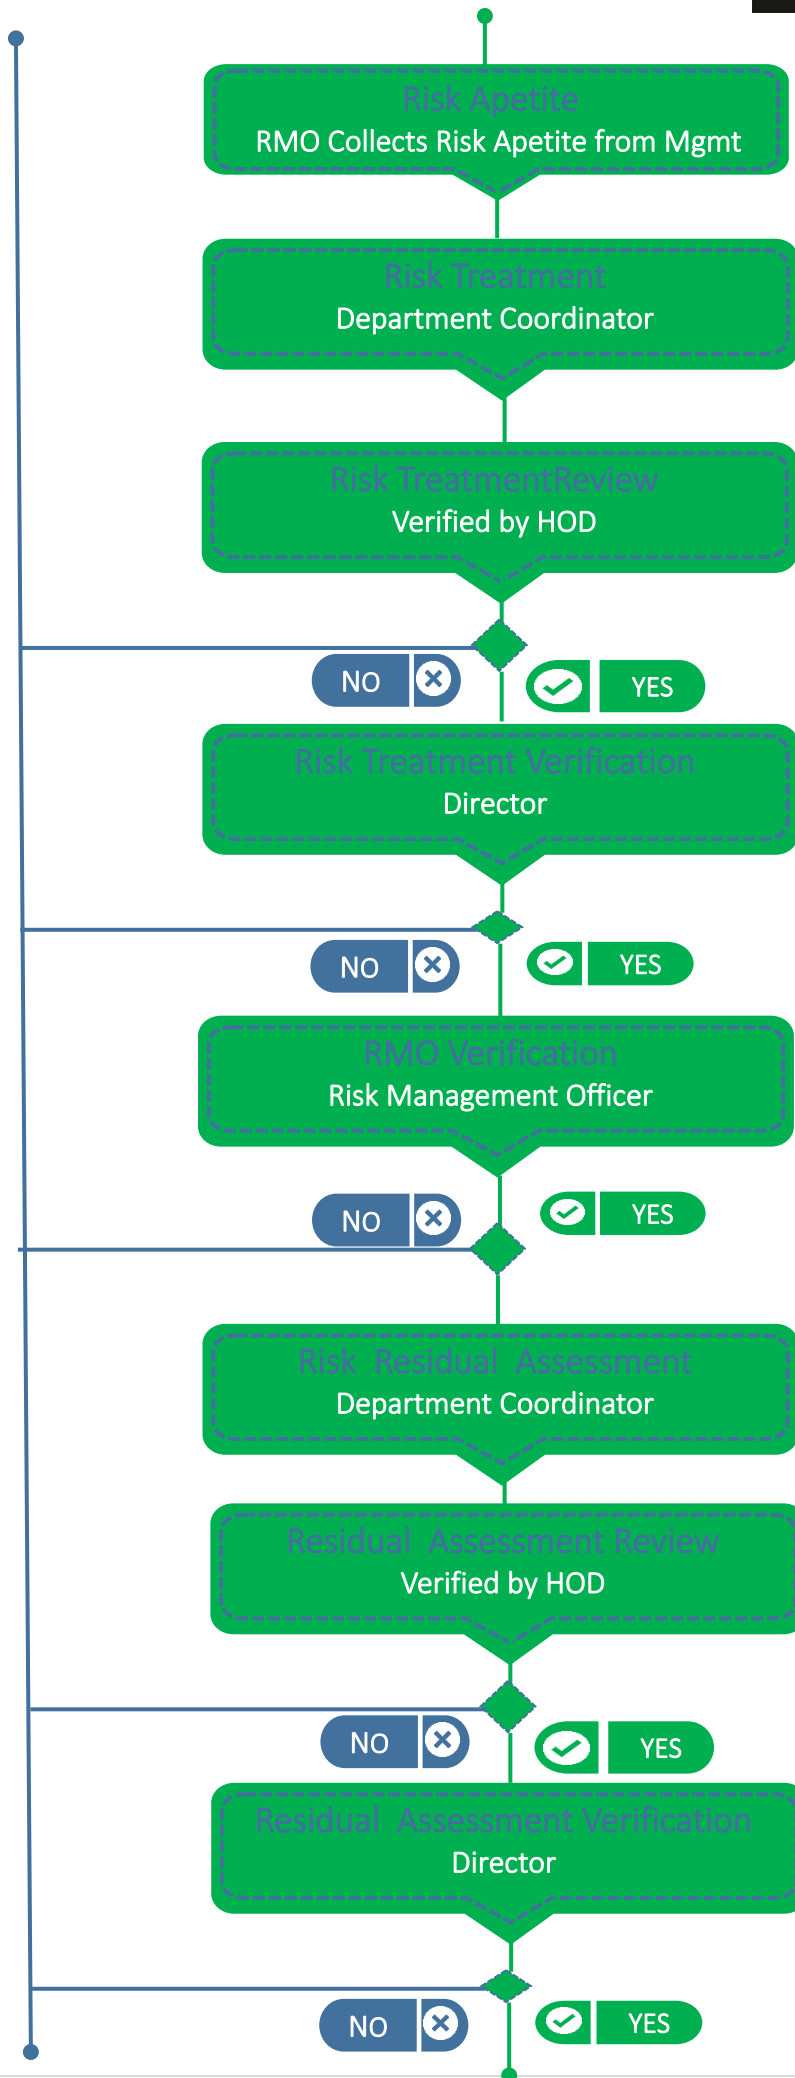 Risk Apetite
RMO Collects Risk Apetite from Mgmt
Risk Treatment
Department Coordinator
Risk TreatmentReview
Verified by HOD
NO
YES
Risk Treatment Verification
Director
NO
YES
RMO Verification
Risk Management Officer
NO
YES
Risk Residual Assessment
Department Coordinator
Residual Assessment Review
Verified by HOD
NO
YES
Residual Assessment Verification
Director
NO
YES